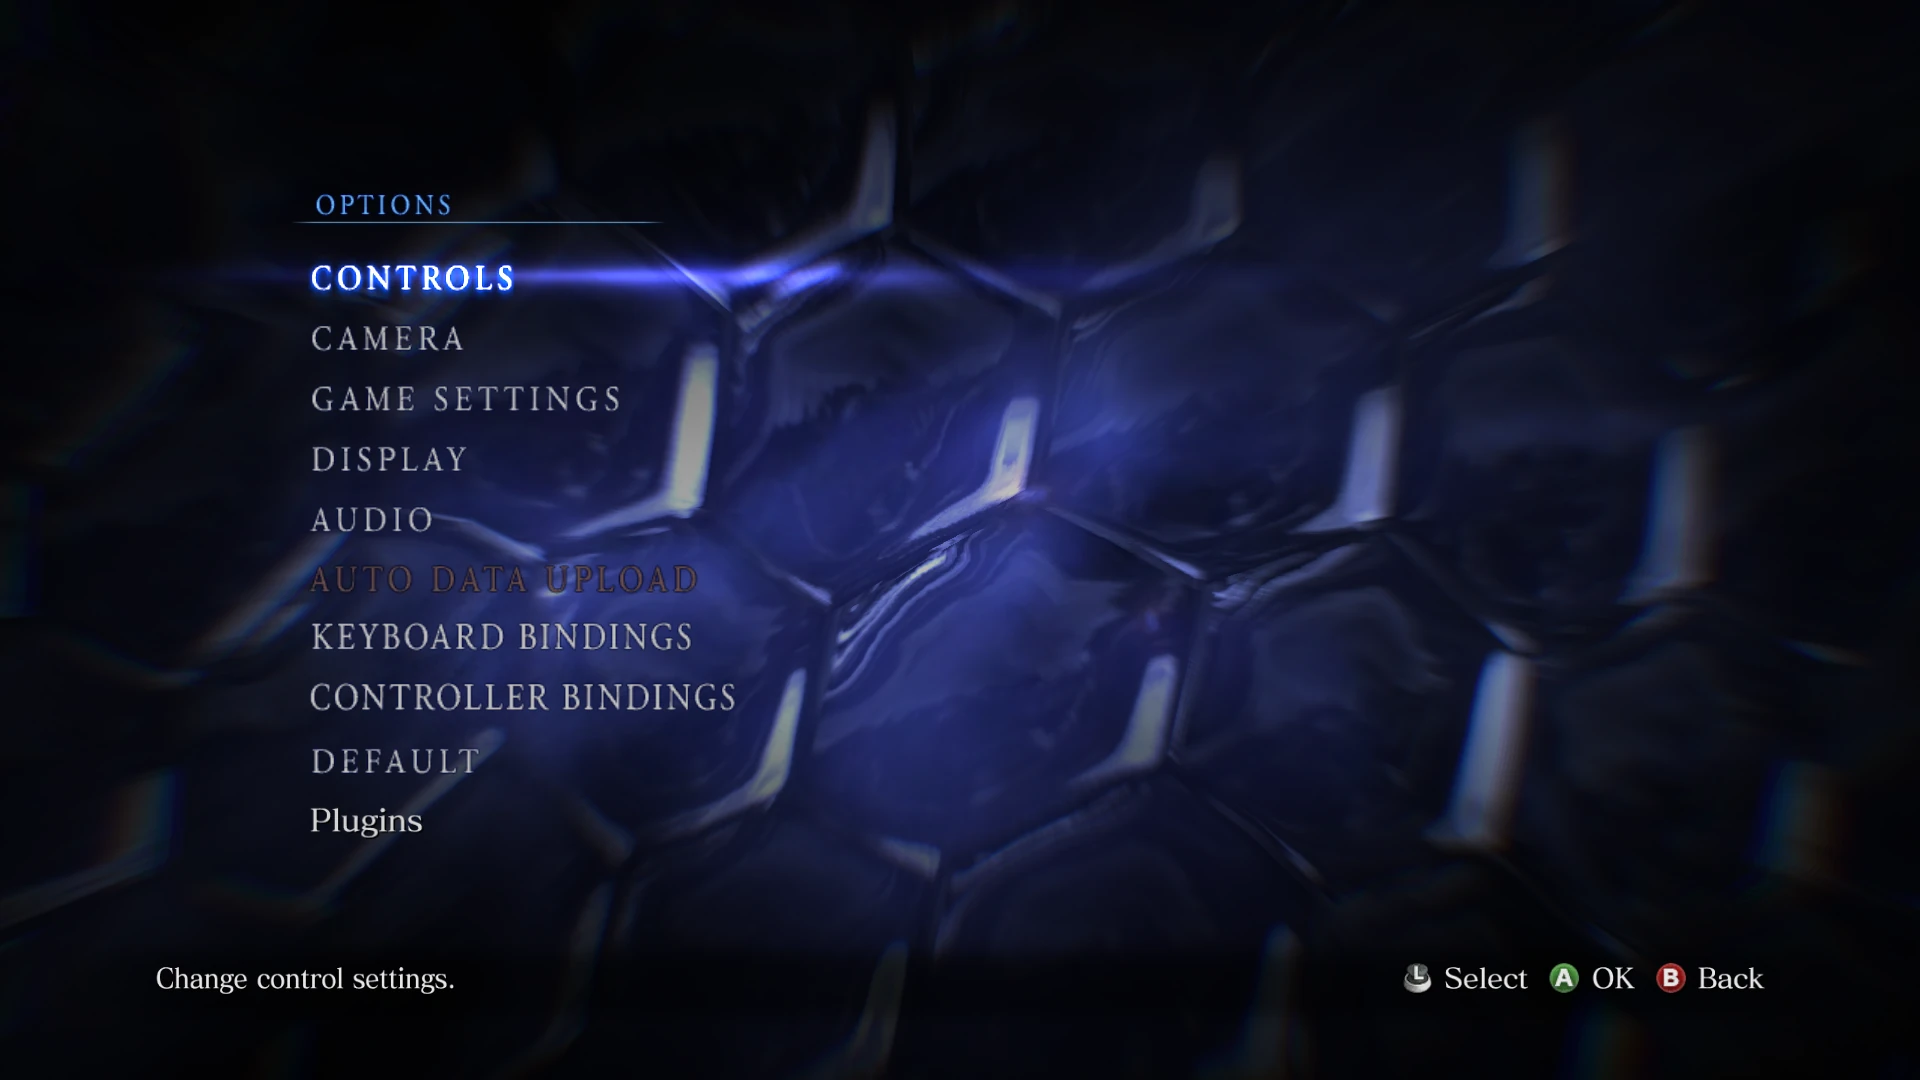 OPTIONS
CONTROLS
CAMERA
GAME SETTINGS
DISPLAY
AUDIO
AUTO DATA UPLOAD
KEYBOARD BINDINGS
CONTROLLER BINDINGS
DEFAULT
Plugins
Change control settings.
L Select A OK B Back